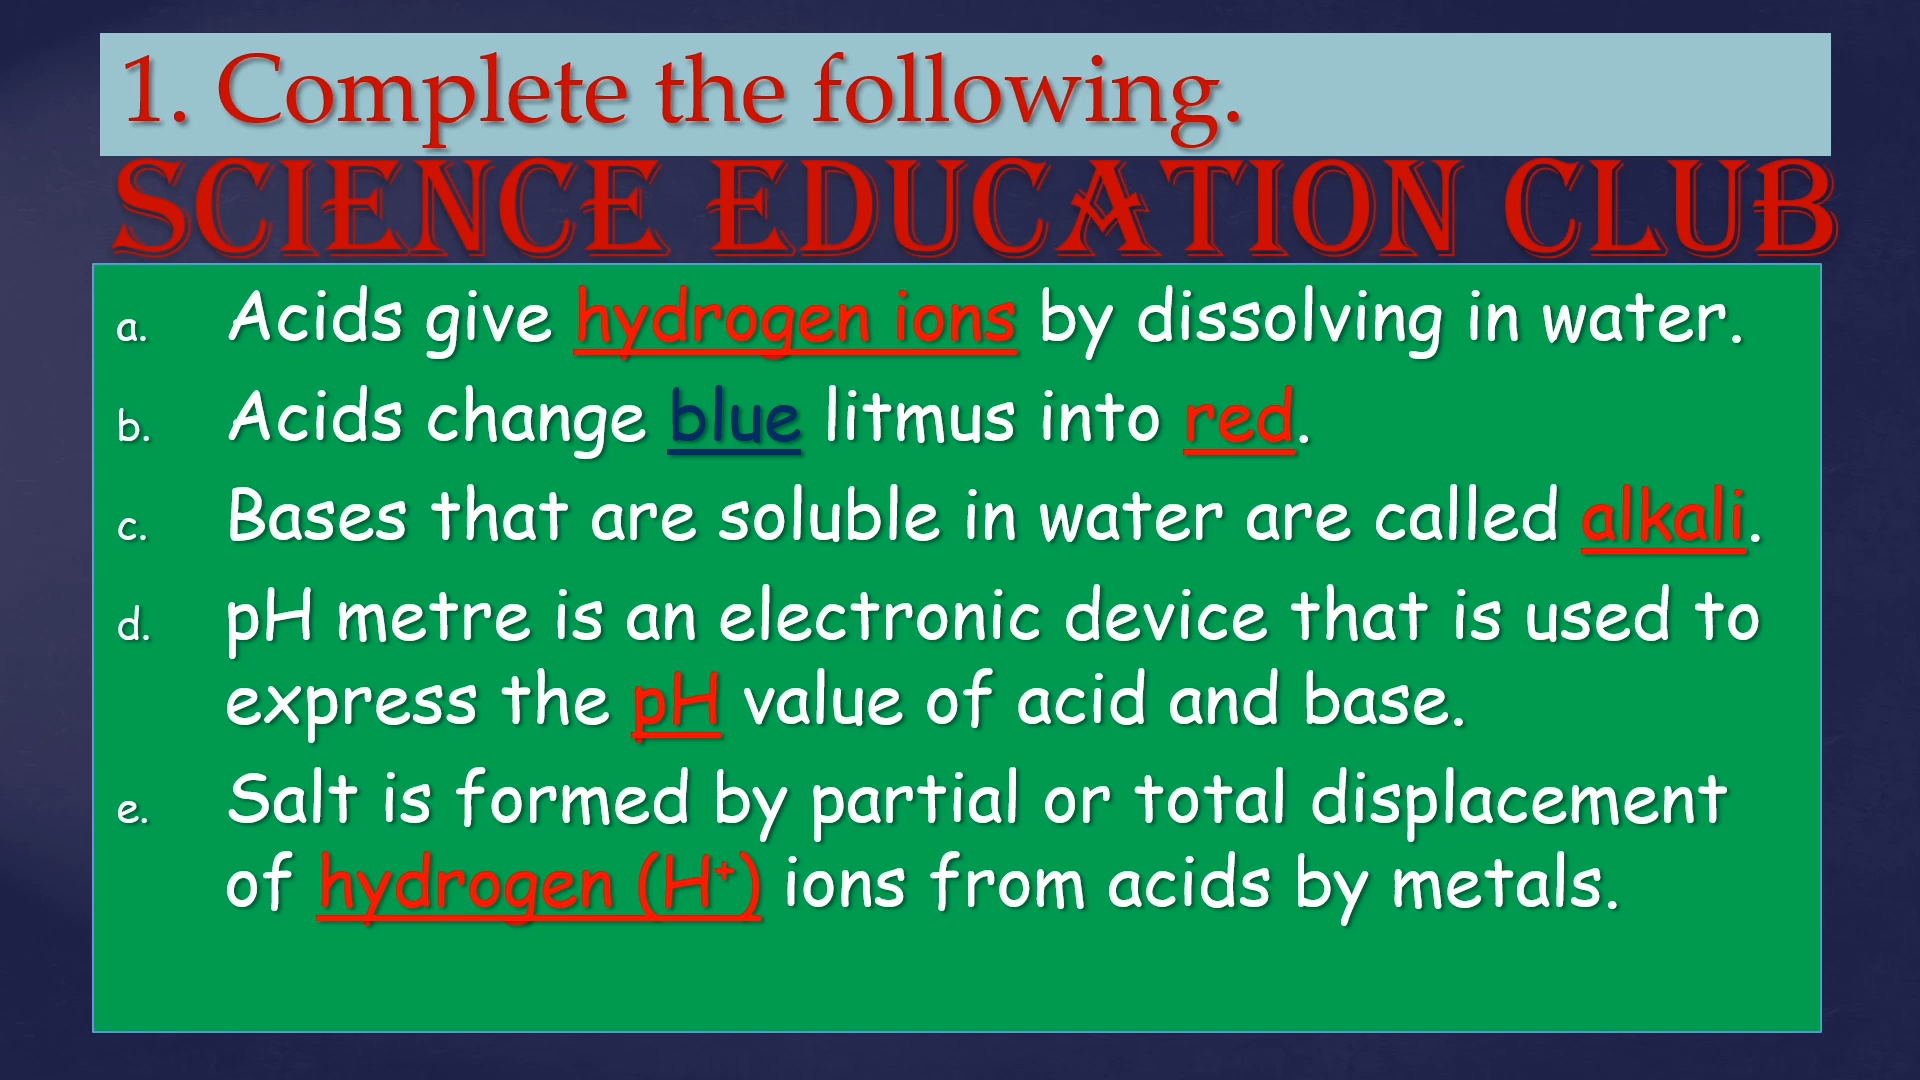 1. Complete the following.
SCIENCE EDUCATION CLUB
a. Acids give hydrogen ions by dissolving in water.
b. Acids change blue litmus into red.
c. Bases that are soluble in water are called alkali.
d. pH metre is an electronic device that is used to
express the pH value of acid and base.
e. Salt is formed by partial or total displacement
of hydrogen (H⁺) ions from acids by metals.